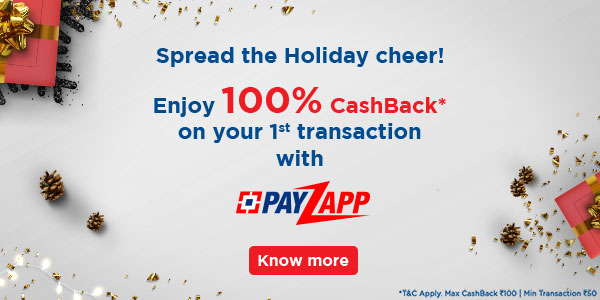 Spread the Holiday cheer!
Enjoy 100% CashBack*
on your 1st transaction
with
PAYZAPP
Know more
*T&C Apply. Max CashBack ₹100 | Min Transaction ₹50